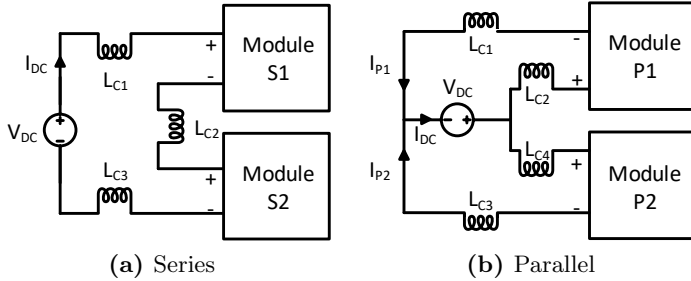 I_DC
L_C1
+
-
Module
S1
V_DC
+
-
L_C2
L_C3
+
-
Module
S2
(a) Series
I_P1
L_C1
-
+
Module
P1
V_DC
-
+
L_C2
I_DC
I_P2
L_C4
L_C3
+
-
Module
P2
(b) Parallel